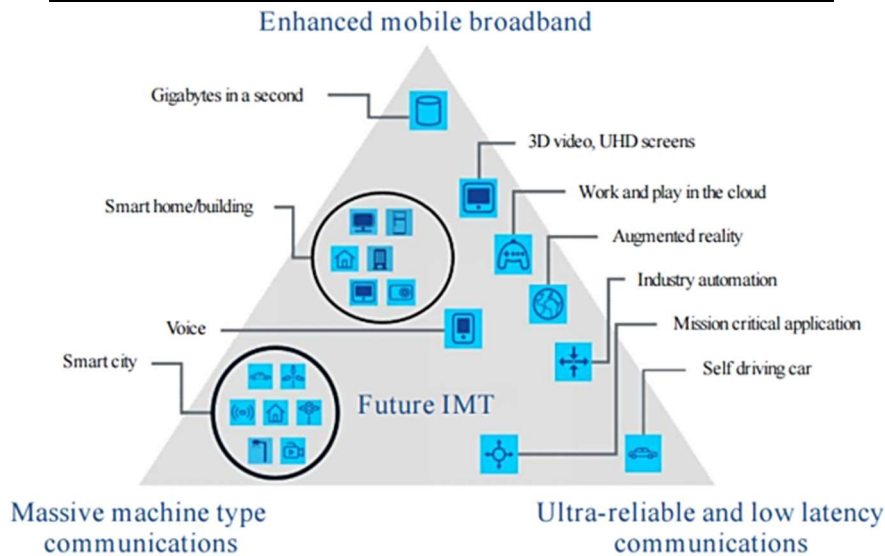 Enhanced mobile broadband
Gigabytes in a second
3D video, UHD screens
Smart home/building
Work and play in the cloud
Augmented reality
Industry automation
Voice
Mission critical application
Smart city
Self driving car
Future IMT
Massive machine type
communications
Ultra-reliable and low latency
communications